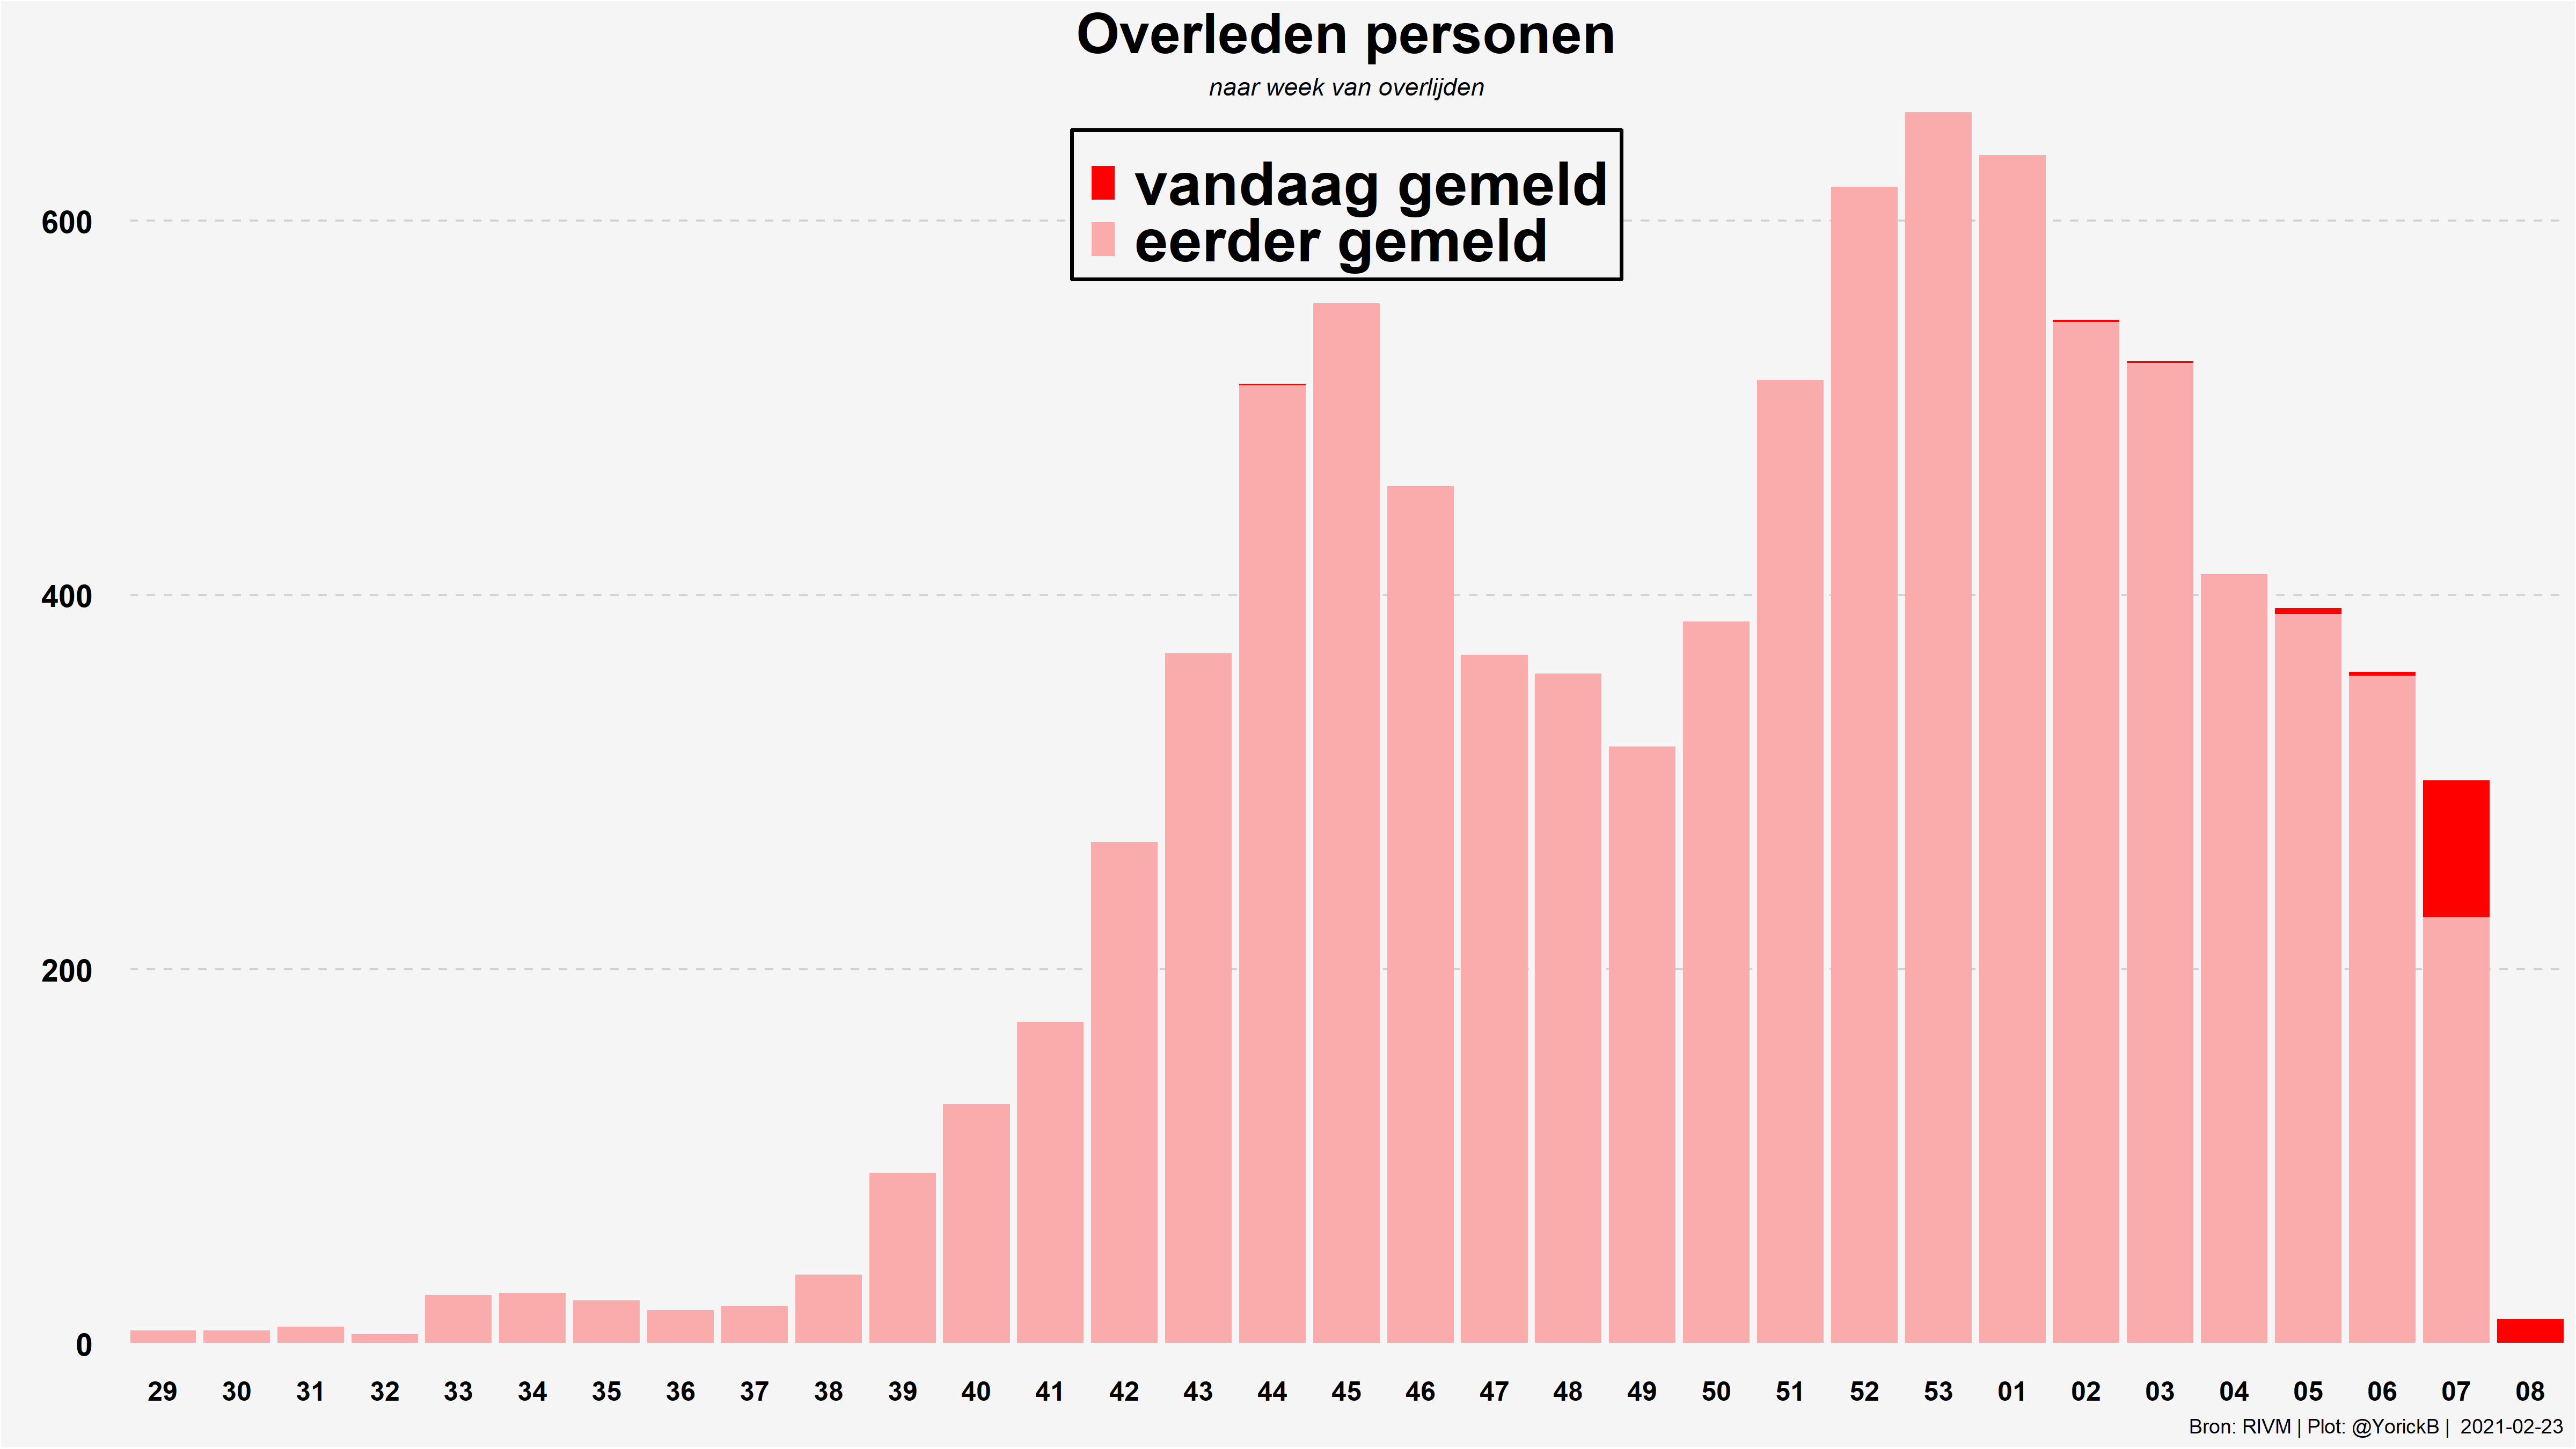 Overleden personen
naar week van overlijden
vandaag gemeld
eerder gemeld
600
400
200
0
29 30 31 32 33 34 35 36 37 38 39 40 41 42 43 44 45 46 47 48 49 50 51 52 53 01 02 03 04 05 06 07 08
Bron: RIVM | Plot: @YorickB | 2021-02-23